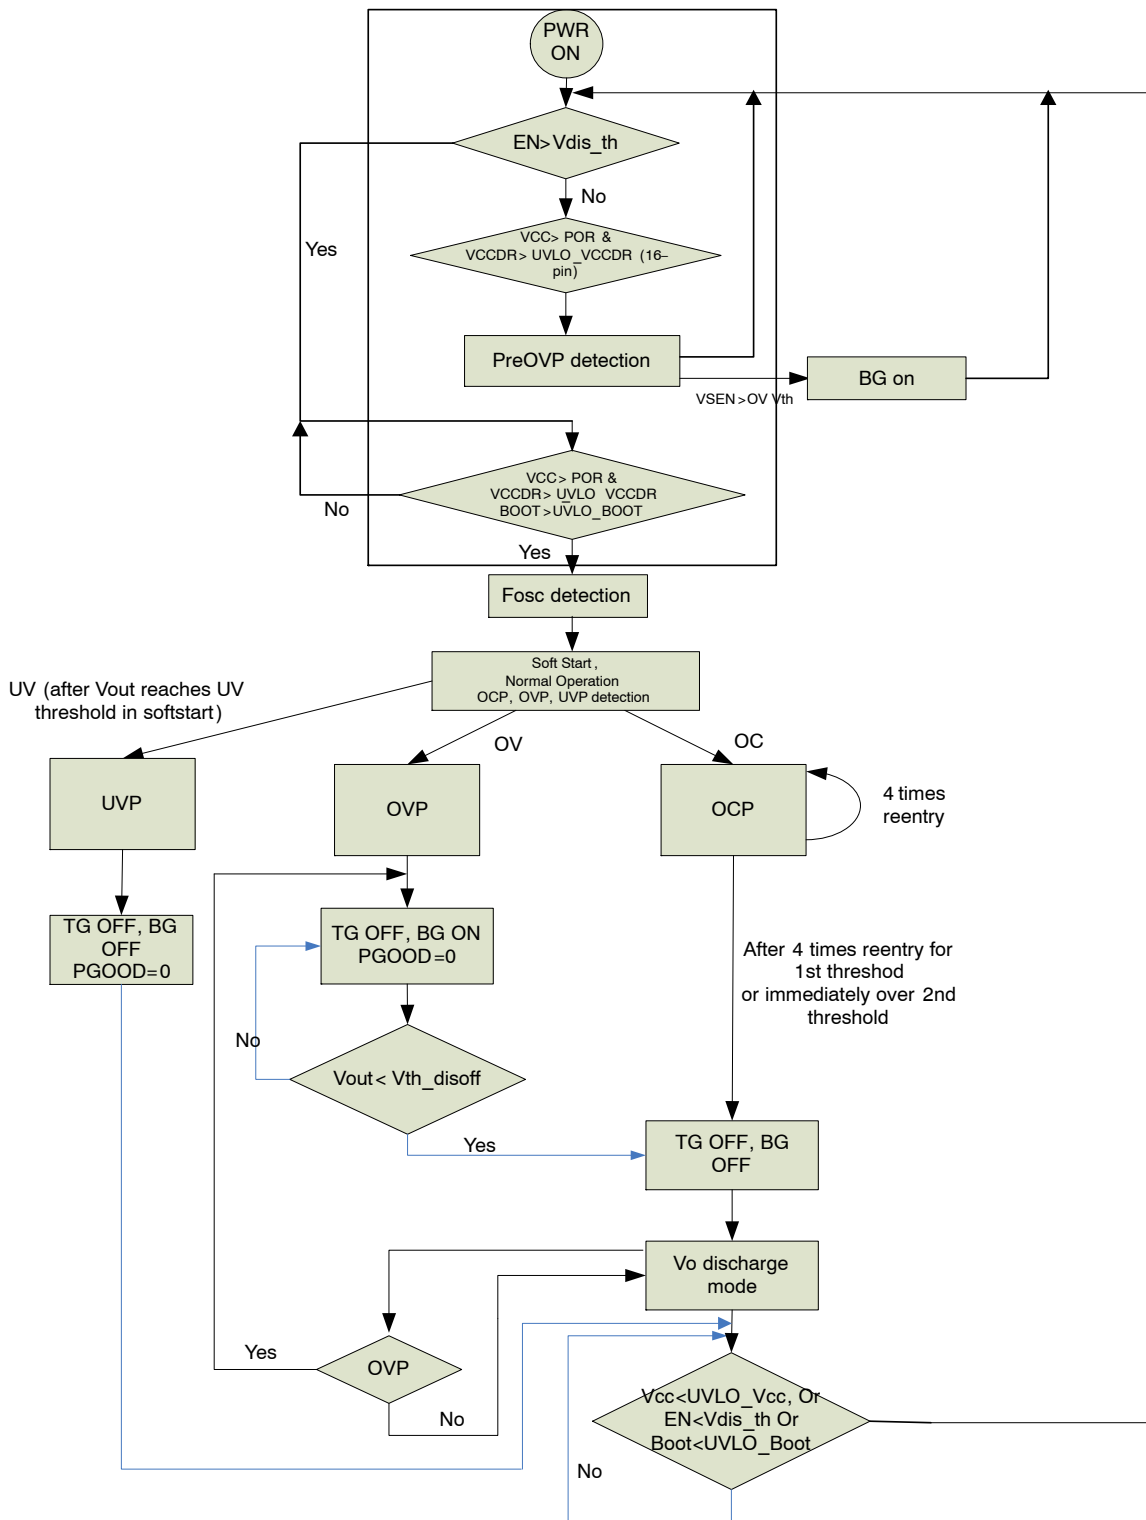 PWR
ON
EN>Vdis_th
No
Yes
VCC> POR &
VCCDR> UVLO_VCCDR (16–
pin)
PreOVP detection
BG on
VSEN>OV Vth
VCC> POR &
VCCDR> UVLO VCCDR
BOOT>UVLO_BOOT
No
Yes
Fosc detection
Soft Start,
Normal Operation
OCP, OVP, UVP detection
UV (after Vout reaches UV
threshold in softstart)
OV
OC
UVP
OVP
OCP
4 times
reentry
TG OFF, BG
OFF
PGOOD=0
TG OFF, BG ON
PGOOD=0
After 4 times reentry for
1st threshod
or immediately over 2nd
threshold
No
Vout< Vth_disoff
Yes
TG OFF, BG
OFF
Vo discharge
mode
Yes
OVP
No
Vcc<UVLO_Vcc, Or
EN<Vdis_th Or
Boot<UVLO_Boot
No